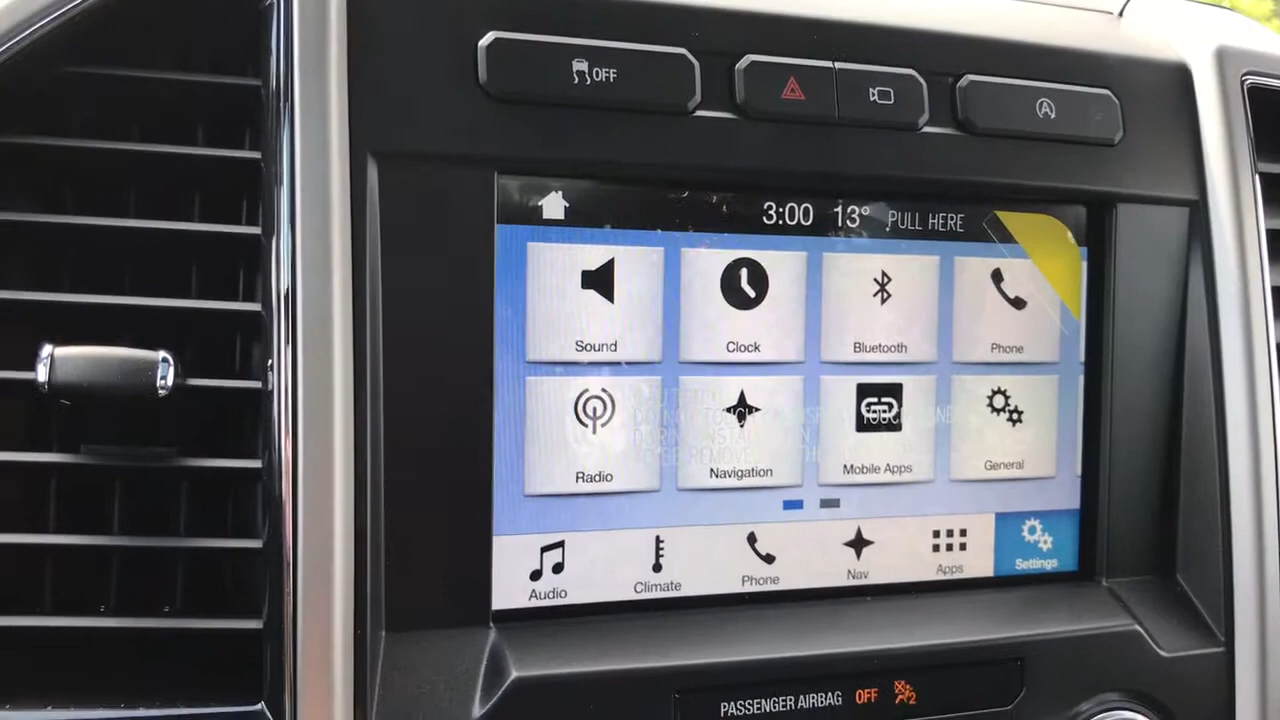 OFF
3:00 13° PULL HERE
Sound Clock Bluetooth Phone
Radio Navigation Mobile Apps General
Audio Climate Phone Nav Apps Settings
PASSENGER AIRBAG OFF